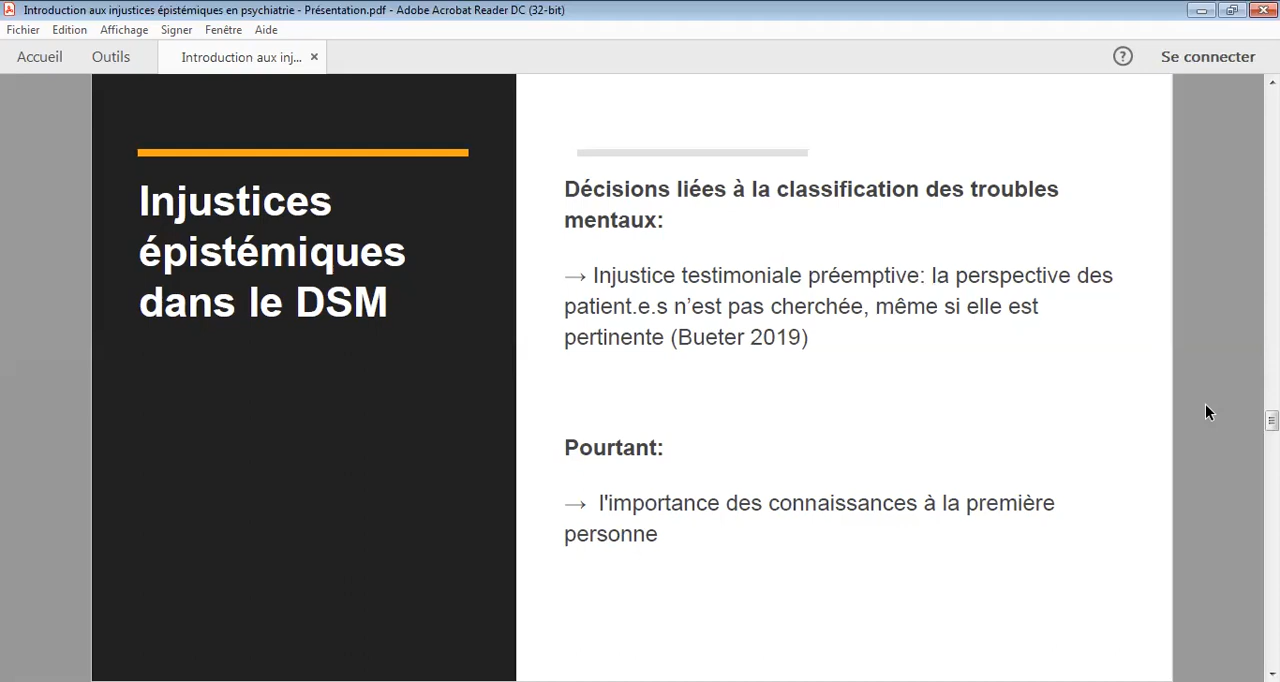 Introduction aux injustices épistémiques en psychiatrie - Présentation.pdf - Adobe Acrobat Reader DC (32-bit)
Fichier Edition Affichage Signer Fenêtre Aide
Accueil Outils Introduction aux inj... × ? Se connecter
Injustices
épistémiques
dans le DSM
Décisions liées à la classification des troubles
mentaux:
→ Injustice testimoniale préemptive: la perspective des
patient.e.s n’est pas cherchée, même si elle est
pertinente (Bueter 2019)
Pourtant:
→ l'importance des connaissances à la première
personne